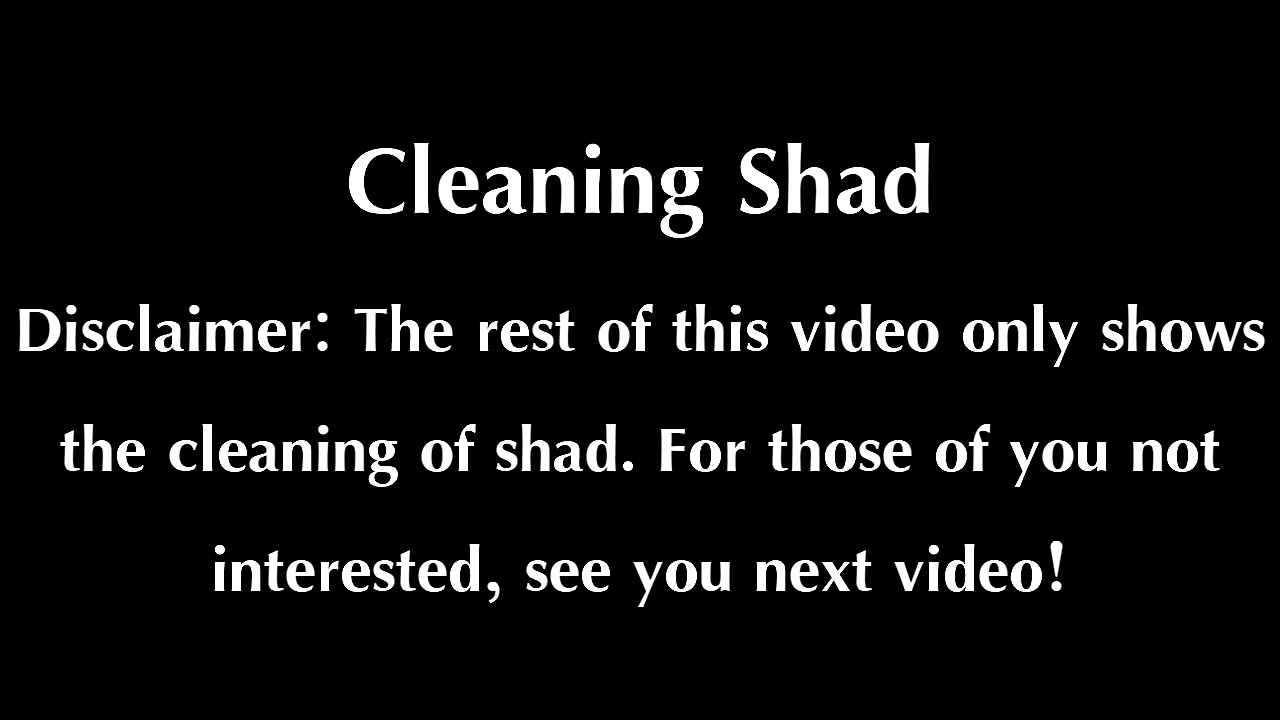 Cleaning Shad
Disclaimer: The rest of this video only shows
the cleaning of shad. For those of you not
interested, see you next video!